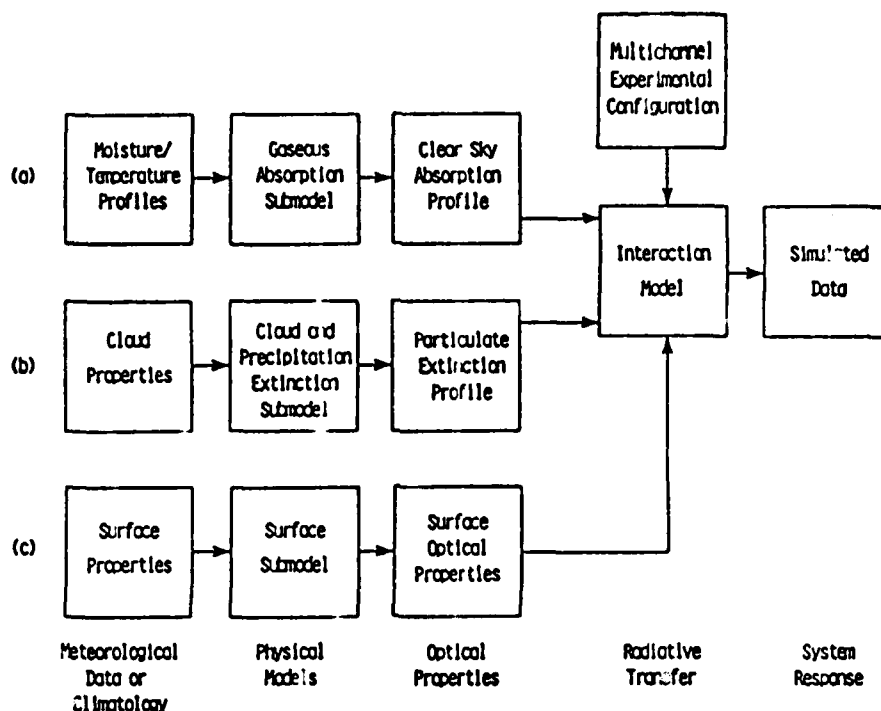 Multichannel
Experimental
Configuration
(a)
Moisture/
Temperature
Profiles
Gaseous
Absorption
Submodel
Clear Sky
Absorption
Profile
Interaction
Model
Simulated
Data
(b)
Cloud
Properties
Cloud and
Precipitation
Extinction
Submodel
Particulate
Extinction
Profile
(c)
Surface
Properties
Surface
Submodel
Surface
Optical
Properties
Meteorological
Data or
Climatology
Physical
Models
Optical
Properties
Radiative
Transfer
System
Response